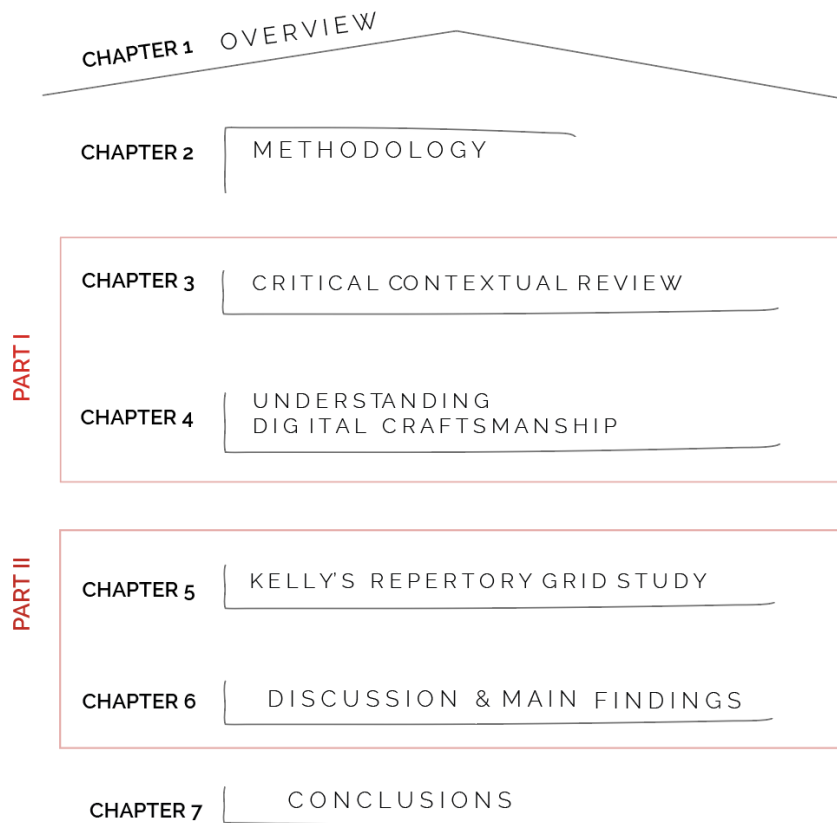 CHAPTER 1 OVERVIEW
CHAPTER 2 METHODOLOGY
PART I
CHAPTER 3 CRITICAL CONTEXTUAL REVIEW
CHAPTER 4 UNDERSTANDING
DIGITAL CRAFTSMANSHIP
PART II
CHAPTER 5 KELLY'S REPERTORY GRID STUDY
CHAPTER 6 DISCUSSION & MAIN FINDINGS
CHAPTER 7 CONCLUSIONS